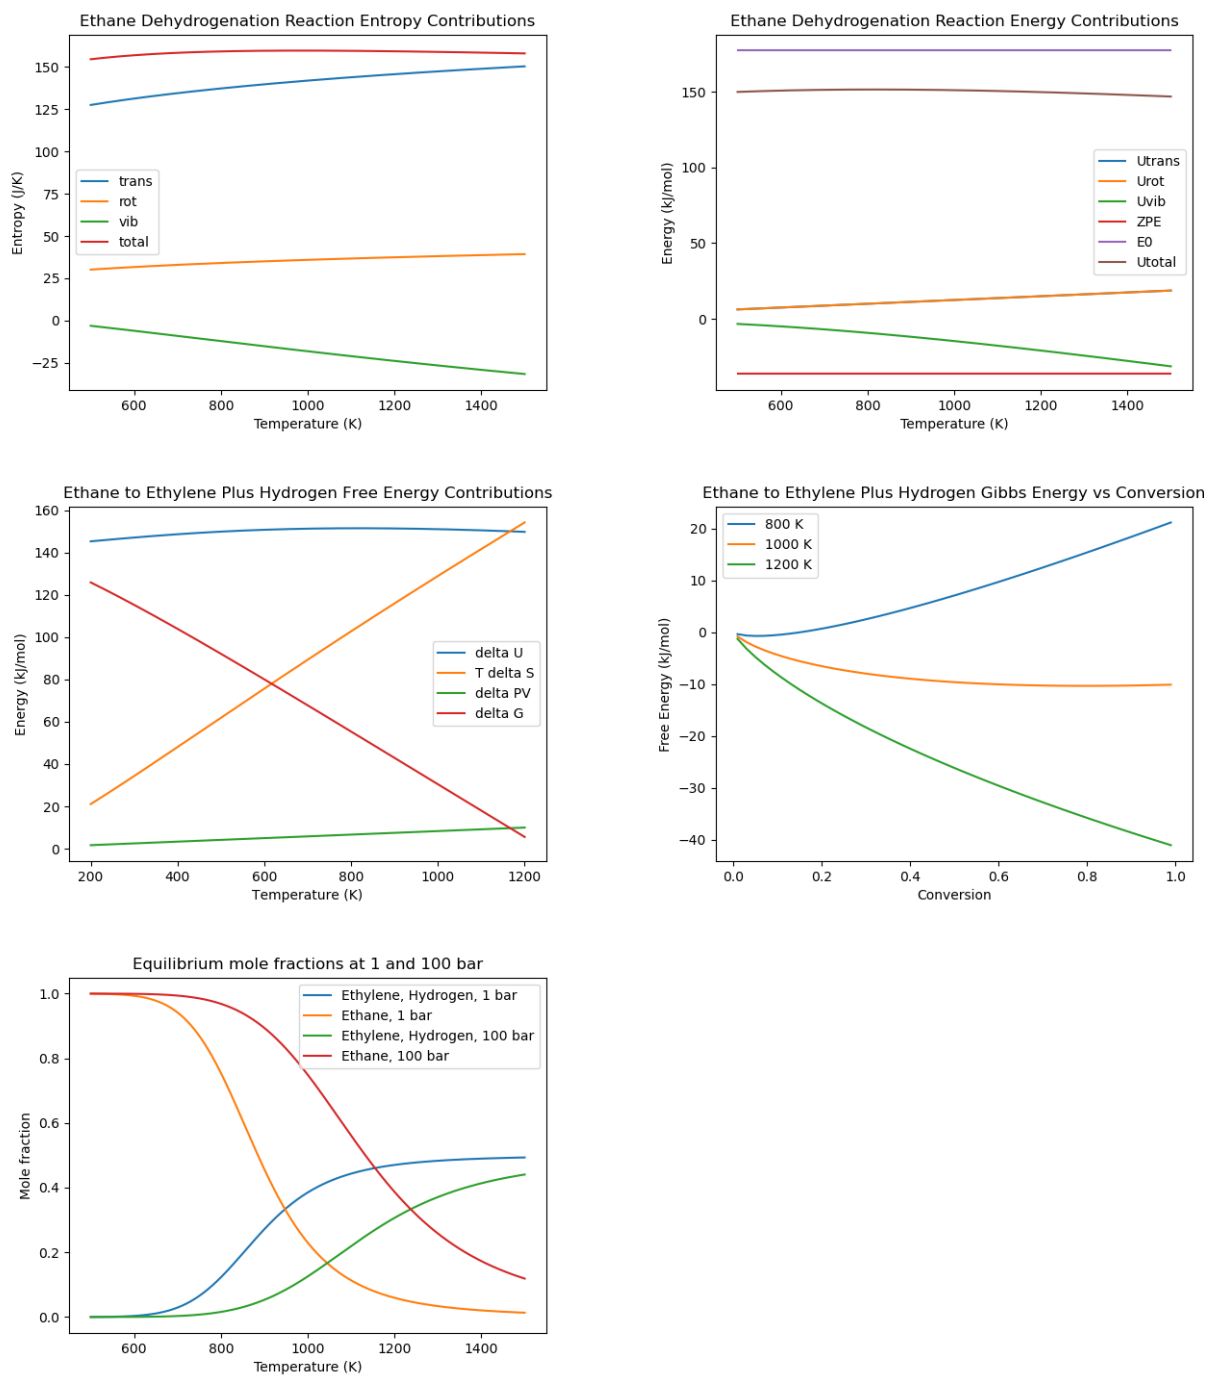 Ethane Dehydrogenation Reaction Entropy Contributions
Entropy (J/K)
150
125
100
75
50
25
0
−25
trans
rot
vib
total
600
800
1000
1200
1400
Temperature (K)
Ethane Dehydrogenation Reaction Energy Contributions
Energy (kJ/mol)
150
100
50
0
Utrans
Urot
Uvib
ZPE
E0
Utotal
600
800
1000
1200
1400
Temperature (K)
Ethane to Ethylene Plus Hydrogen Free Energy Contributions
Energy (kJ/mol)
160
140
120
100
80
60
40
20
0
delta U
T delta S
delta PV
delta G
200
400
600
800
1000
1200
Temperature (K)
Ethane to Ethylene Plus Hydrogen Gibbs Energy vs Conversion
Free Energy (kJ/mol)
20
10
0
−10
−20
−30
−40
800 K
1000 K
1200 K
0.0
0.2
0.4
0.6
0.8
1.0
Conversion
Equilibrium mole fractions at 1 and 100 bar
Mole fraction
1.0
0.8
0.6
0.4
0.2
0.0
Ethylene, Hydrogen, 1 bar
Ethane, 1 bar
Ethylene, Hydrogen, 100 bar
Ethane, 100 bar
600
800
1000
1200
1400
Temperature (K)